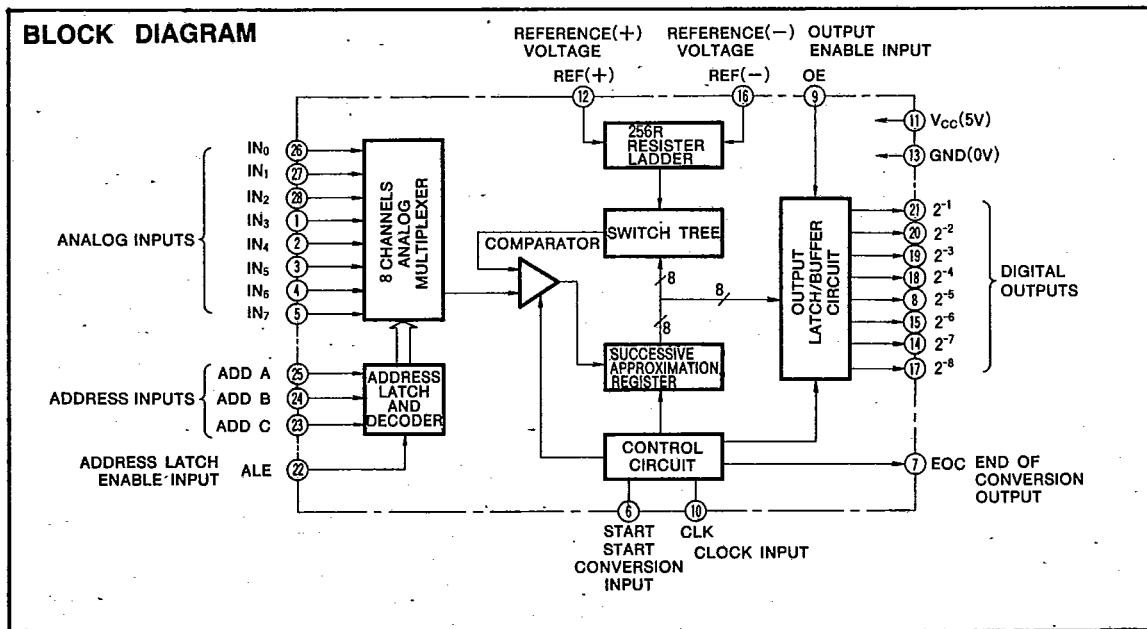 BLOCK DIAGRAM
REFERENCE(+)
VOLTAGE
REF(+)
12
REFERENCE(−)
VOLTAGE
REF(−)
16
OUTPUT
ENABLE INPUT
OE
9
11 VCC(5V)
13 GND(0V)
256R
RESISTER
LADDER
ANALOG INPUTS
IN0 26
IN1 27
IN2 28
IN3 1
IN4 2
IN5 3
IN6 4
IN7 5
8 CHANNELS
ANALOG
MULTIPLEXER
COMPARATOR
SWITCH TREE
8
8
8
SUCCESSIVE
APPROXIMATION
REGISTER
OUTPUT
LATCH/BUFFER
CIRCUIT
21 2⁻¹
20 2⁻²
19 2⁻³
18 2⁻⁴
8 2⁻⁵
15 2⁻⁶
14 2⁻⁷
17 2⁻⁸
DIGITAL
OUTPUTS
ADDRESS INPUTS
ADD A 25
ADD B 24
ADD C 23
ADDRESS
LATCH
AND
DECODER
ADDRESS LATCH
ENABLE INPUT
ALE 22
CONTROL
CIRCUIT
7 EOC END OF
CONVERSION
OUTPUT
6
START
START
CONVERSION
INPUT
10
CLK
CLOCK INPUT